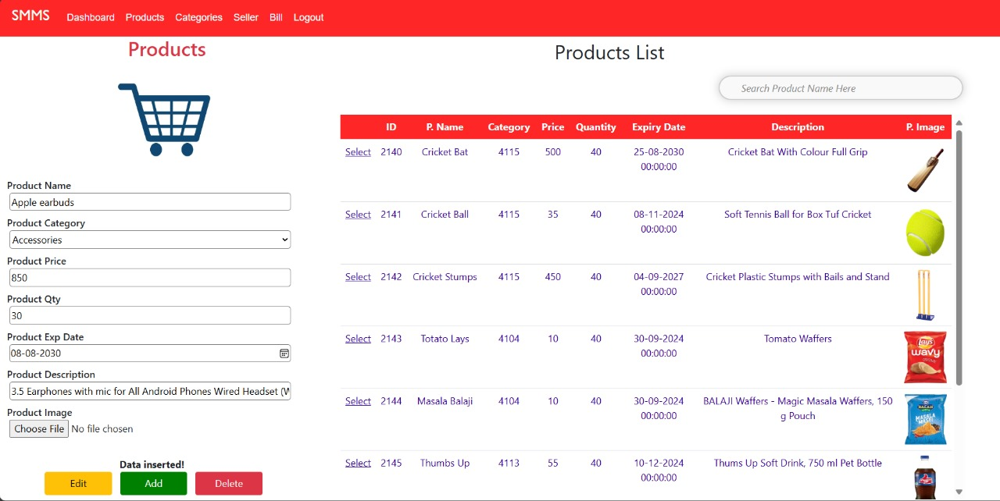 SMMS Dashboard Products Categories Seller Bill Logout
Products
Product Name
Apple earbuds
Product Category
Accessories
Product Price
850
Product Qty
30
Product Exp Date
08-08-2030
Product Description
3.5 Earphones with mic for All Android Phones Wired Headset (W
Product Image
Choose File No file chosen
Data inserted!
Edit Add Delete
Products List
Search Product Name Here
ID P. Name Category Price Quantity Expiry Date Description P. Image
Select 2140 Cricket Bat 4115 500 40 25-08-2030 Cricket Bat With Colour Full Grip
00:00:00
Select 2141 Cricket Ball 4115 35 40 08-11-2024 Soft Tennis Ball for Box Tuf Cricket
00:00:00
Select 2142 Cricket Stumps 4115 450 40 04-09-2027 Cricket Plastic Stumps with Bails and Stand
00:00:00
Select 2143 Totato Lays 4104 10 40 30-09-2024 Tomato Waffers
00:00:00
Lay's
wavy
Select 2144 Masala Balaji 4104 10 40 30-09-2024 BALAJI Waffers - Magic Masala Waffers, 150
00:00:00 g Pouch
BALAJI
MASALA
Select 2145 Thumbs Up 4113 55 40 10-12-2024 Thums Up Soft Drink, 750 ml Pet Bottle
00:00:00